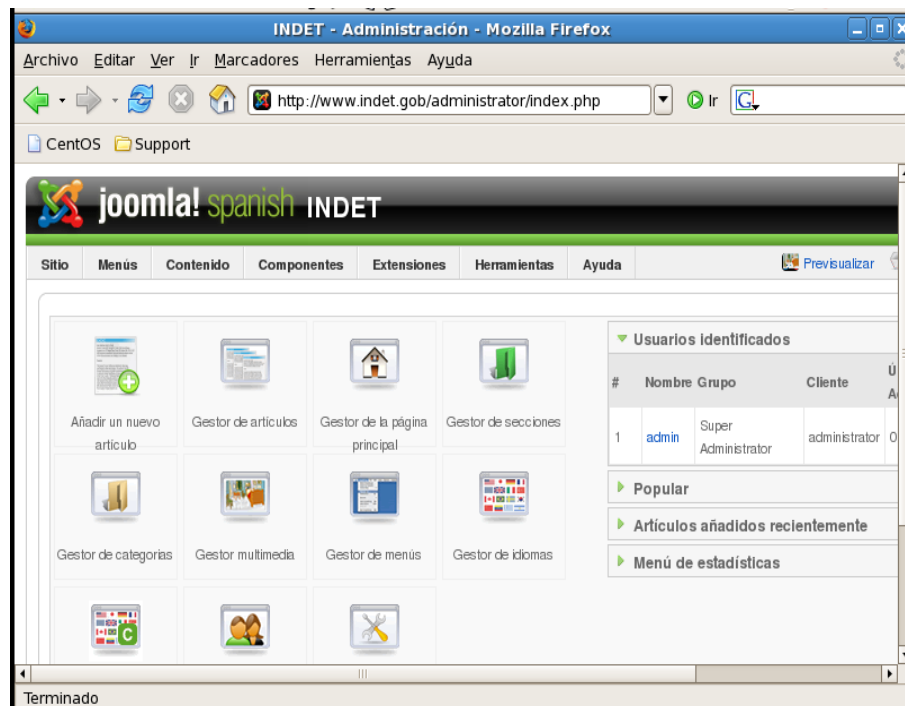 INDET - Administración - Mozilla Firefox
Archivo Editar Ver Ir Marcadores Herramientas Ayuda
http://www.indet.gob/administrator/index.php Ir G
CentOS Support
joomla! spanish INDET
Sitio Menús Contenido Componentes Extensiones Herramientas Ayuda Previsualizar
Usuarios identificados
# Nombre Grupo Cliente
1 admin Super Administrator administrator
Añadir un nuevo artículo
Gestor de artículos
Gestor de la página principal
Gestor de secciones
Popular
Artículos añadidos recientemente
Menú de estadísticas
Gestor de categorías
Gestor multimedia
Gestor de menús
Gestor de idiomas
C
Terminado